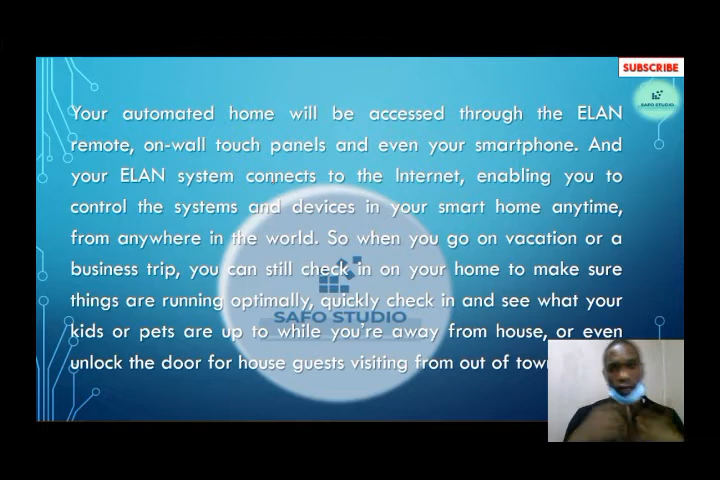 SUBSCRIBE
SAFO STUDIO
Your automated home will be accessed through the ELAN
remote, on-wall touch panels and even your smartphone. And
your ELAN system connects to the Internet, enabling you to
control the systems and devices in your smart home anytime,
from anywhere in the world. So when you go on vacation or a
business trip, you can still check in on your home to make sure
things are running optimally, quickly check in and see what your
SAFO STUDIO
kids or pets are up to while you're away from house, or even
unlock the door for house guests visiting from out of